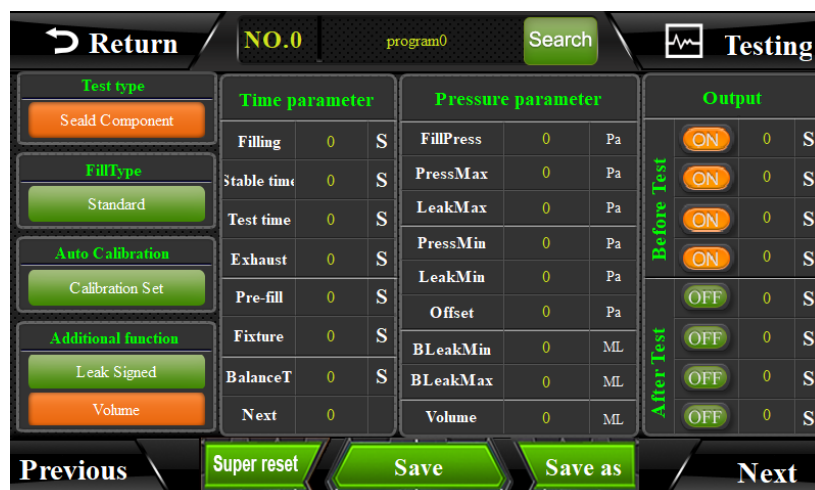 Return
NO.0
program0
Search
Testing
Test type
Seald Component
FillType
Standard
Auto Calibration
Calibration Set
Additional function
Leak Signed
Volume
Time parameter
Filling 0 S
Stable time 0 S
Test time 0 S
Exhaust 0 S
Pre-fill 0 S
Fixture 0 S
BalanceT 0 S
Next 0
Pressure parameter
FillPress 0 Pa
PressMax 0 Pa
LeakMax 0 Pa
PressMin 0 Pa
LeakMin 0 Pa
Offset 0 Pa
BLeakMin 0 ML
BLeakMax 0 ML
Volume 0 ML
Output
Before Test
ON 0 S
ON 0 S
ON 0 S
ON 0 S
After Test
OFF 0 S
OFF 0 S
OFF 0 S
OFF 0 S
Previous
Super reset
Save
Save as
Next